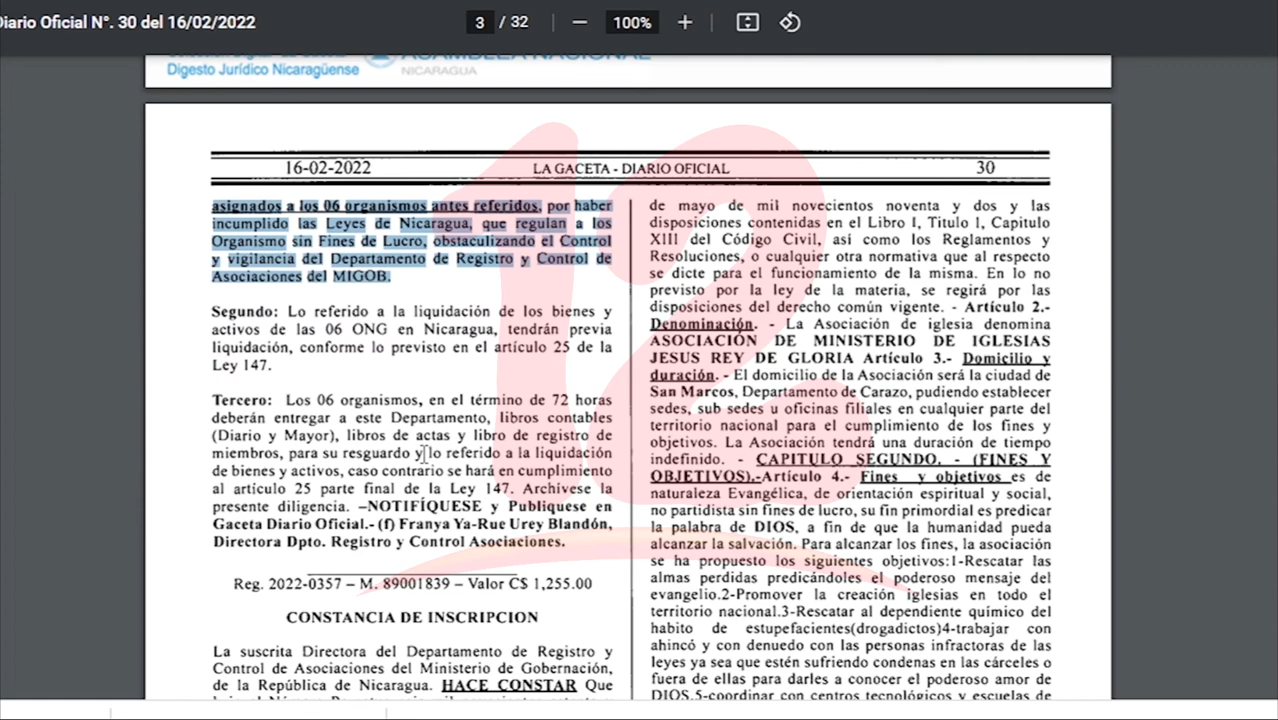 Diario Oficial N°. 30 del 16/02/2022
3 / 32
100%
Digesto Jurídico Nicaragüense
ASAMBLEA NACIONAL
NICARAGUA
16-02-2022
LA GACETA - DIARIO OFICIAL
30
asignados a los 06 organismos antes referidos, por haber
incumplido las Leyes de Nicaragua, que regulan a los
Organismo sin Fines de Lucro, obstaculizando el Control
y vigilancia del Departamento de Registro y Control de
Asociaciones del MIGOB.
Segundo: Lo referido a la liquidación de los bienes y
activos de las 06 ONG en Nicaragua, tendrán previa
liquidación, conforme lo previsto en el artículo 25 de la
Ley 147.
Tercero: Los 06 organismos, en el término de 72 horas
deberán entregar a este Departamento, libros contables
(Diario y Mayor), libros de actas y libro de registro de
miembros, para su resguardo y lo referido a la liquidación
de bienes y activos, caso contrario se hará en cumplimiento
al artículo 25 parte final de la Ley 147. Archívese la
presente diligencia. –NOTIFÍQUESE y Publíquese en
Gaceta Diario Oficial.- (f) Franya Ya-Rue Urey Blandón,
Directora Dpto. Registro y Control Asociaciones.
Reg. 2022-0357 – M. 89001839 – Valor C$ 1,255.00
CONSTANCIA DE INSCRIPCION
La suscrita Directora del Departamento de Registro y
Control de Asociaciones del Ministerio de Gobernación,
de la República de Nicaragua. HACE CONSTAR Que
de mayo de mil novecientos noventa y dos y las
disposiciones contenidas en el Libro I, Titulo I, Capitulo
XIII del Código Civil, así como los Reglamentos y
Resoluciones, o cualquier otra normativa que al respecto
se dicte para el funcionamiento de la misma. En lo no
previsto por la ley de la materia, se regirá por las
disposiciones del derecho común vigente. - Artículo 2.-
Denominación. - La Asociación de iglesia denomina
ASOCIACIÓN DE MINISTERIO DE IGLESIAS
JESUS REY DE GLORIA Artículo 3.- Domicilio y
duración. - El domicilio de la Asociación será la ciudad de
San Marcos, Departamento de Carazo, pudiendo establecer
sedes, sub sedes u oficinas filiales en cualquier parte del
territorio nacional para el cumplimiento de los fines y
objetivos. La Asociación tendrá una duración de tiempo
indefinido. - CAPITULO SEGUNDO. - (FINES Y
OBJETIVOS).-Artículo 4.- Fines y objetivos es de
naturaleza Evangélica, de orientación espiritual y social,
no partidista sin fines de lucro, su fin primordial es predicar
la palabra de DIOS, a fin de que la humanidad pueda
alcanzar la salvación. Para alcanzar los fines, la asociación
se ha propuesto los siguientes objetivos:1-Rescatar las
almas perdidas predicándoles el poderoso mensaje del
evangelio.2-Promover la creación iglesias en todo el
territorio nacional.3-Rescatar al dependiente químico del
habito de estupefacientes(drogadictos)4-trabajar con
ahincó y con denuedo con las personas infractoras de las
leyes ya sea que estén sufriendo condenas en las cárceles o
fuera de ellas para darles a conocer el poderoso amor de
DIOS.5-coordinar con centros tecnológicos y escuelas de
12